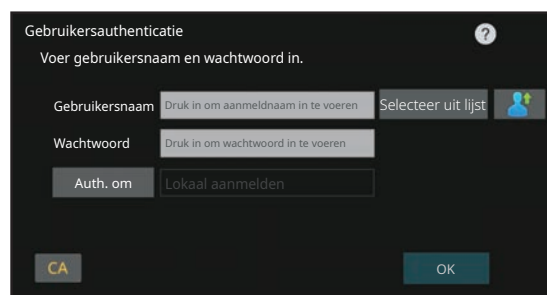 Gebruikersauthenticatie
?
Voer gebruikersnaam en wachtwoord in.
Gebruikersnaam Druk in om aanmeldnaam in te voeren Selecteer uit lijst
Wachtwoord Druk in om wachtwoord in te voeren
Auth. om Lokaal aanmelden
CA OK